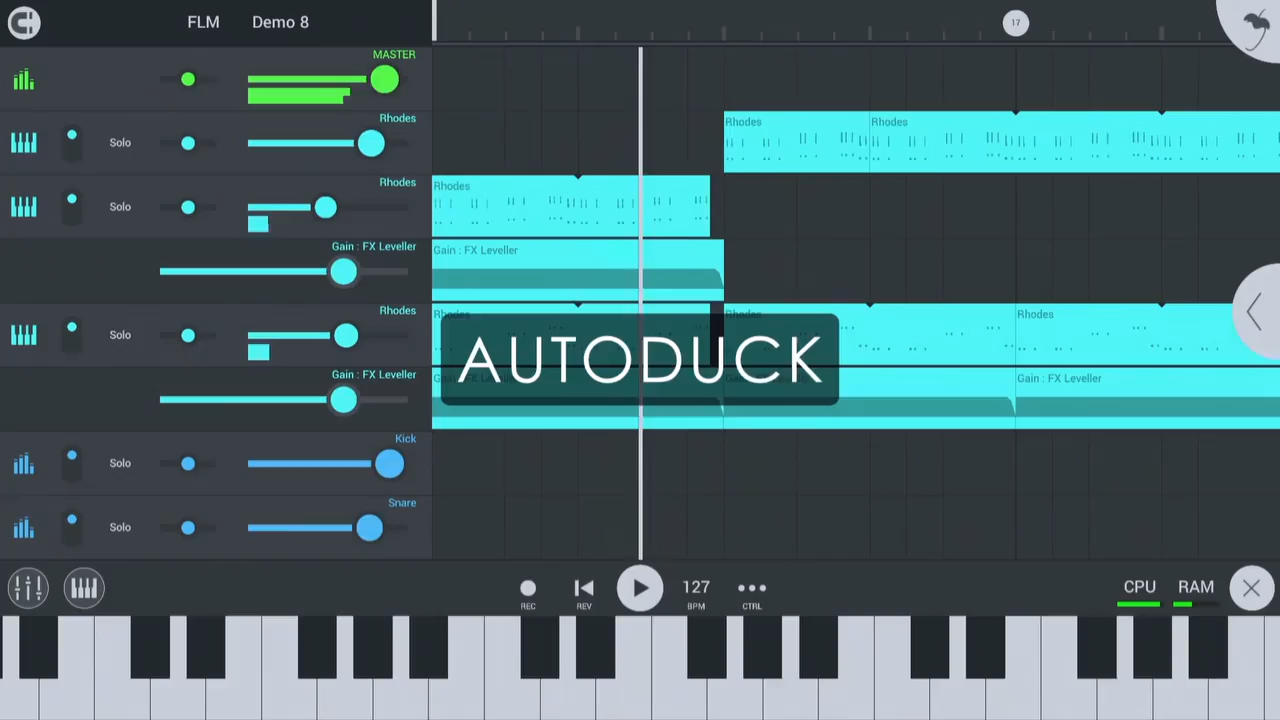 FLM Demo 8
17
MASTER
Rhodes
Solo
Rhodes
Solo
Gain : FX Leveller
Rhodes
Solo
Gain : FX Leveller
Kick
Solo
Snare
Solo
Rhodes Rhodes
Rhodes
Gain : FX Leveller
Rhodes Rhodes Rhodes
Gain : FX Leveller
AUTODUCK
REC
REV
127
BPM
CTRL
CPU
RAM